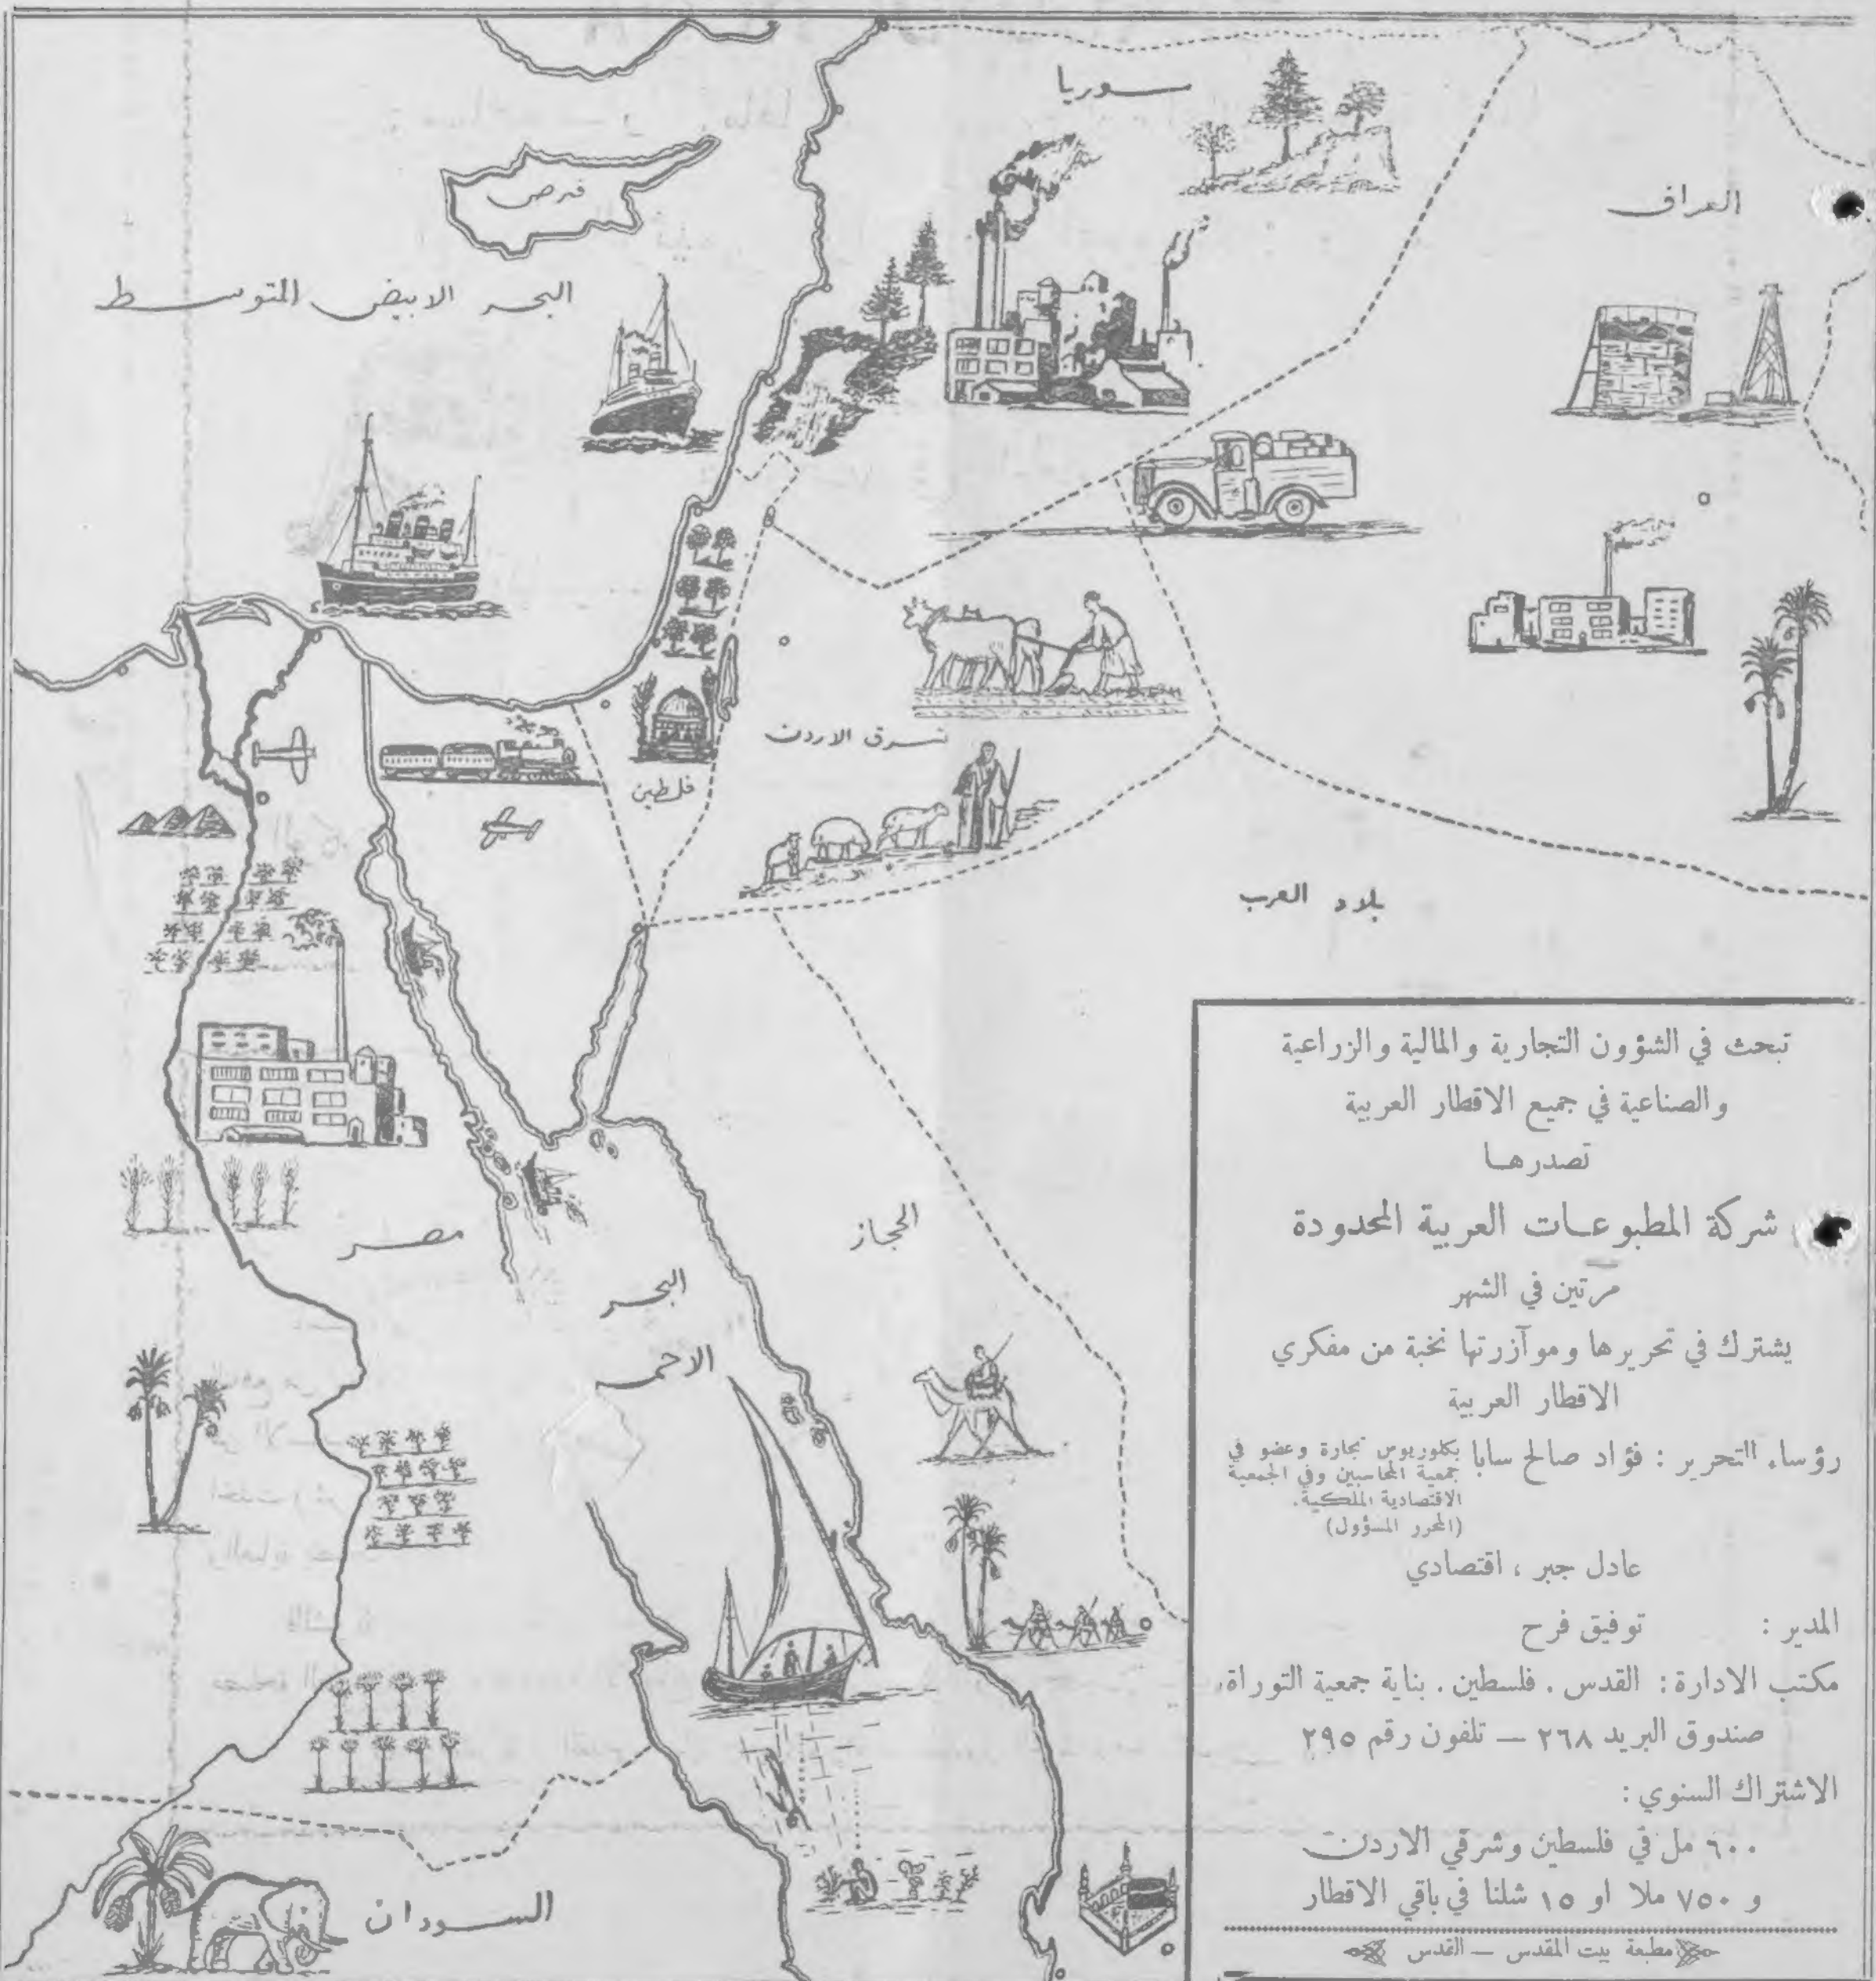 سوريا
العراق
قبرص
البحر الابيض المتوسط
شرق الاردن
فلسطين
بلاد العرب
مصر
الحجاز
البحر
الاحمر
السودان
تبحث في الشؤون التجارية والمالية والزراعية
والصناعية في جميع الاقطار العربية
تصدرها
شركة المطبوعات العربية المحدودة
مرتين في الشهر
يشترك في تحريرها وموآزرتها نخبة من مفكري
الاقطار العربية
رؤساء التحرير : فؤاد صالح سابا بكلوريوس تجارة وعضو في
جمعية المحاسبين وفي الجمعية
الاقتصادية الملكية.
(المحرر المسؤول)
عادل جبر ، اقتصادي
المدير : توفيق فرح
مكتب الادارة : القدس . فلسطين . بناية جمعية التوراة.
صندوق البريد ٢٦٨ — تلفون رقم ٢٩٥
الاشتراك السنوي :
٦٠٠ مل في فلسطين وشرقي الاردن
و ٧٥٠ ملا او ١٥ شلنا في باقي الاقطار
مطبعة بيت المقدس — القدس